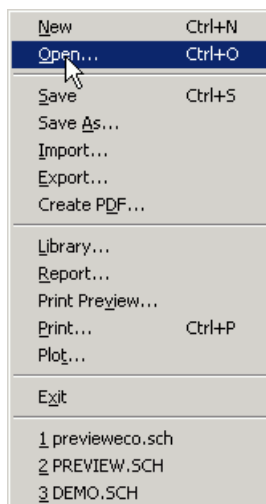 New Ctrl+N
Open... Ctrl+O
Save Ctrl+S
Save As...
Import...
Export...
Create PDF...
Library...
Report...
Print Preview...
Print... Ctrl+P
Plot...
Exit
1 previeweco.sch
2 PREVIEW.SCH
3 DEMO.SCH